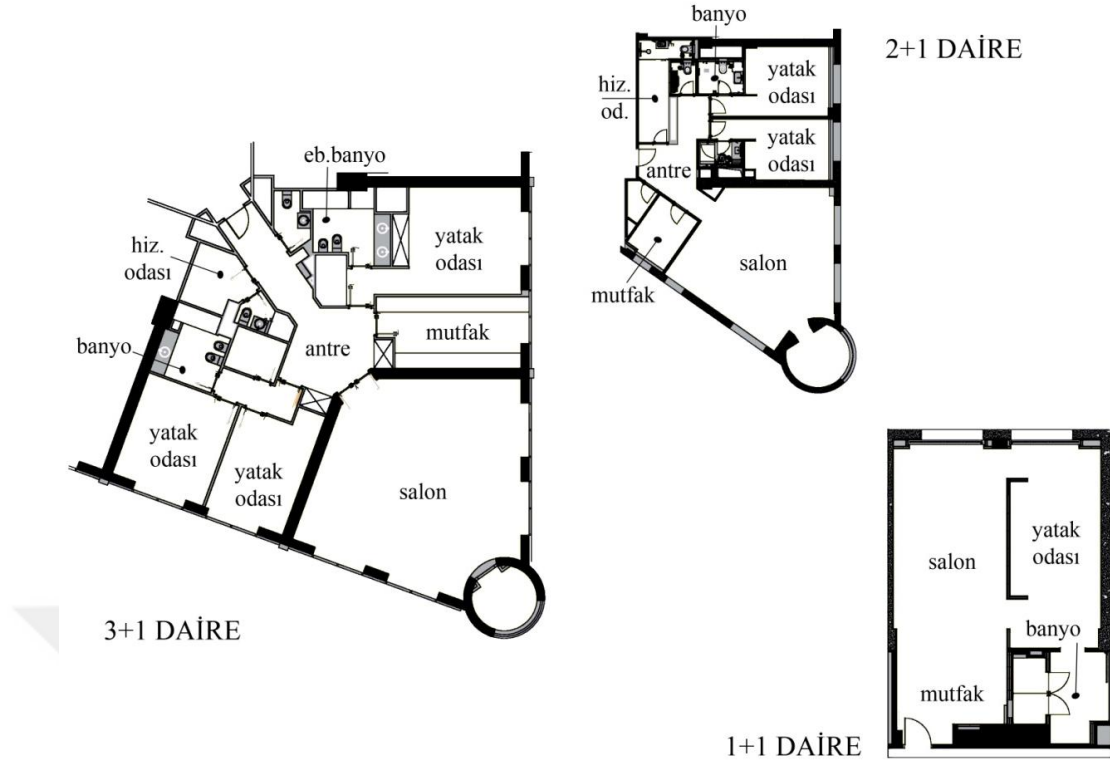 banyo
2+1 DAİRE
yatak
odası
hiz.
od.
yatak
odası
antre
salon
mutfak
eb.banyo
yatak
odası
hiz.
odası
mutfak
antre
banyo
yatak
odası
yatak
odası
salon
3+1 DAİRE
yatak
odası
salon
banyo
mutfak
1+1 DAİRE